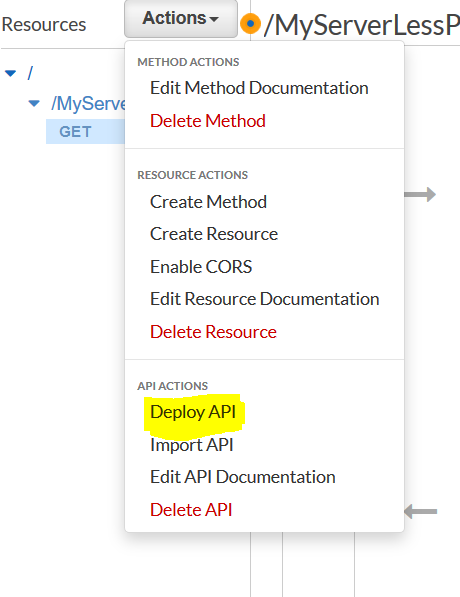 Resources
Actions
/MyServerLessP
/
/MyServer
GET
METHOD ACTIONS
Edit Method Documentation
Delete Method
RESOURCE ACTIONS
Create Method
Create Resource
Enable CORS
Edit Resource Documentation
Delete Resource
API ACTIONS
Deploy API
Import API
Edit API Documentation
Delete API